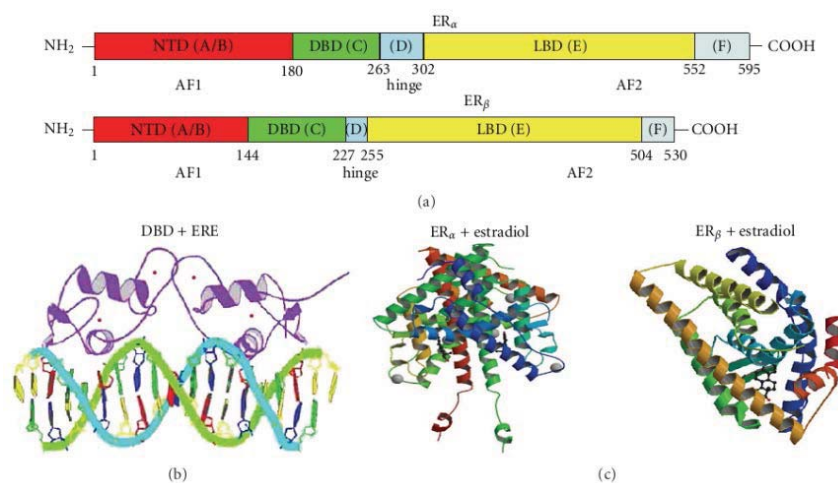 ERα
NH2 NTD (A/B) DBD (C) (D) LBD (E) (F) COOH
1 180 263 302 552 595
AF1 hinge AF2
ERβ
NH2 NTD (A/B) DBD (C) (D) LBD (E) (F) COOH
1 144 227 255 504 530
AF1 hinge AF2
(a)
DBD + ERE ERα + estradiol ERβ + estradiol
(b) (c)